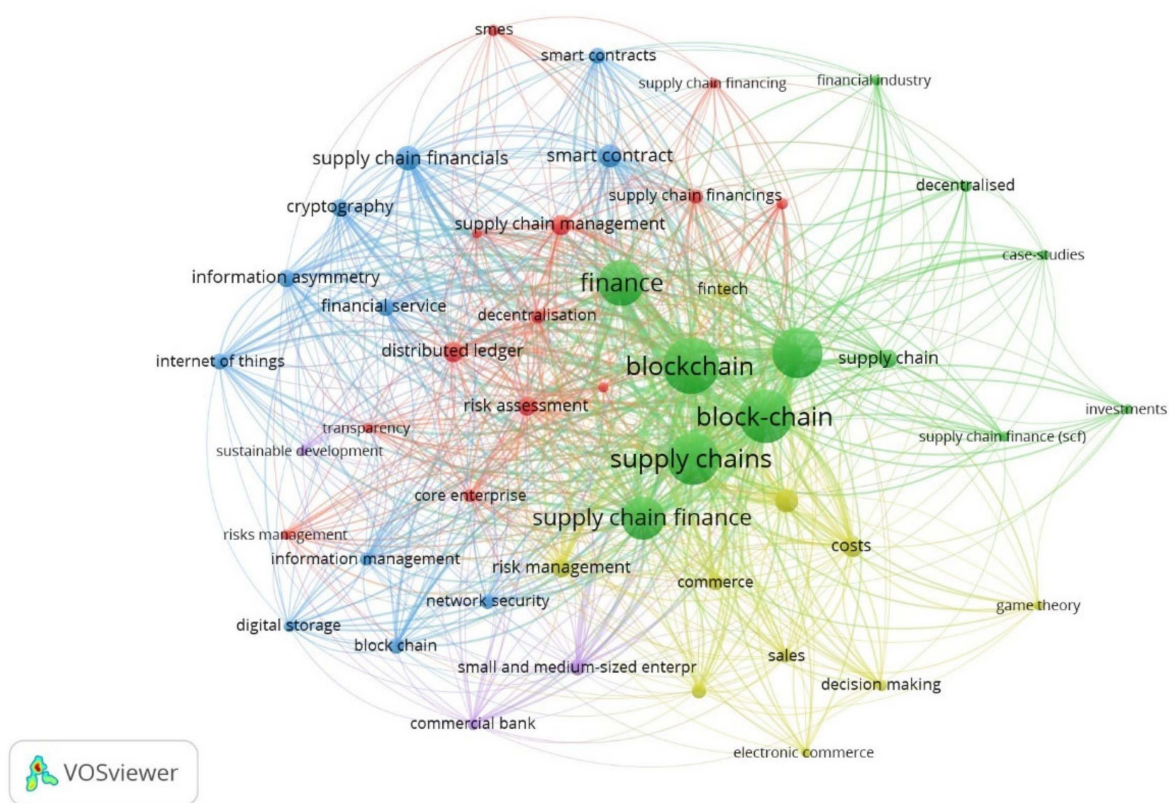 smes
smart contracts
supply chain financing
financial industry
supply chain financials
smart contract
decentralised
supply chain financings
cryptography
supply chain management
case-studies
information asymmetry
finance
fintech
financial service
decentralisation
distributed ledger
internet of things
blockchain
supply chain
risk assessment
block-chain
investments
transparency
supply chain finance (scf)
sustainable development
supply chains
core enterprise
supply chain finance
risks management
costs
information management
risk management
commerce
network security
game theory
digital storage
block chain
sales
small and medium-sized enterpr
decision making
commercial bank
electronic commerce
VOSviewer